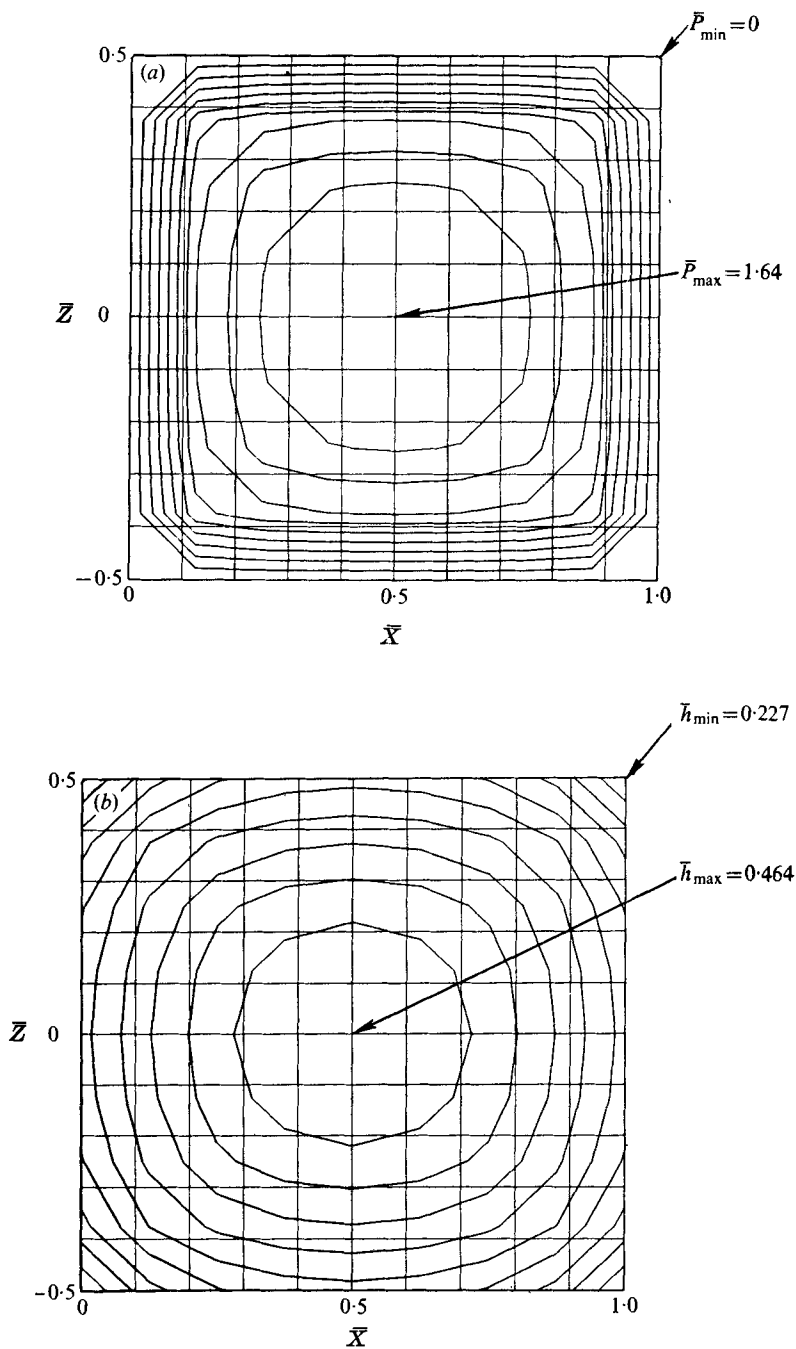 P̄min = 0
0·5
(a)
P̄max = 1·64
Z̄
0
−0·5
0
0·5
1·0
X̄
h̄min = 0·227
0·5
(b)
h̄max = 0·464
Z̄
0
−0·5
0
0·5
1·0
X̄